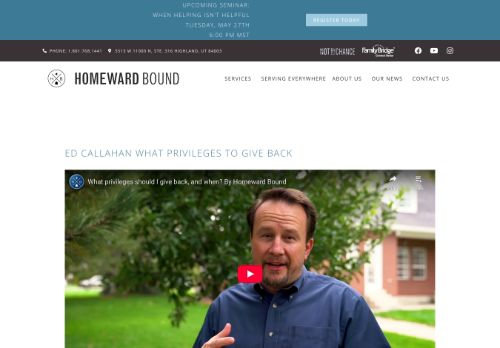 UPCOMING SEMINAR:
WHEN HELPING ISN'T HELPFUL
TUESDAY, MAY 27TH
6:00 PM MST
REGISTER TODAY
PHONE: 1.801.768.1441
5513 W 11000 N, STE. 316 HIGHLAND, UT 84003
NOT BY CHANCE
FamilyBridge
HOMEWARD BOUND
SERVICES
SERVING EVERYWHERE
ABOUT US
OUR NEWS
CONTACT US
ED CALLAHAN WHAT PRIVILEGES TO GIVE BACK
What privileges should I give back, and when? By Homeward Bound